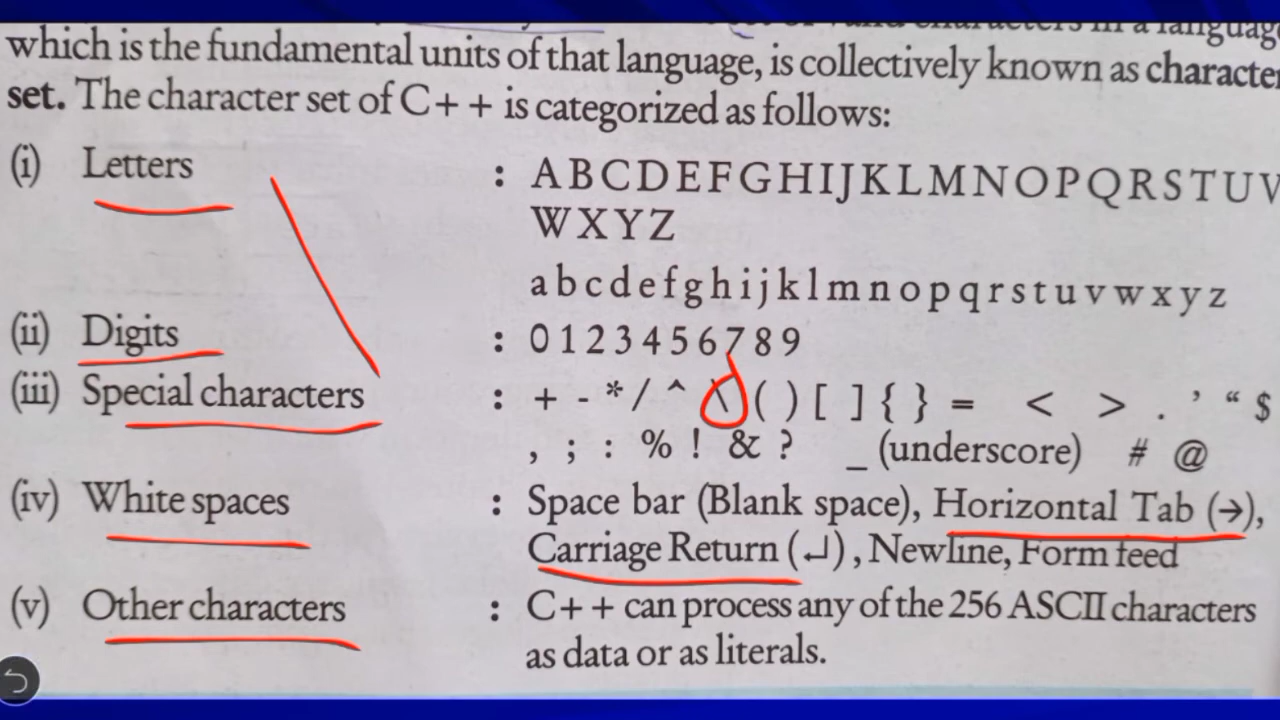 which is the fundamental units of that language, is collectively known as character
set. The character set of C++ is categorized as follows:
(i) Letters : A B C D E F G H I J K L M N O P Q R S T U V
W X Y Z
a b c d e f g h i j k l m n o p q r s t u v w x y z
(ii) Digits : 0 1 2 3 4 5 6 7 8 9
(iii) Special characters : + - * / ^ \ ( ) [ ] { } = < > . ’ “ $
, ; : % ! & ? _ (underscore) # @
(iv) White spaces : Space bar (Blank space), Horizontal Tab (→),
Carriage Return (↵), Newline, Form feed
(v) Other characters : C++ can process any of the 256 ASCII characters
as data or as literals.